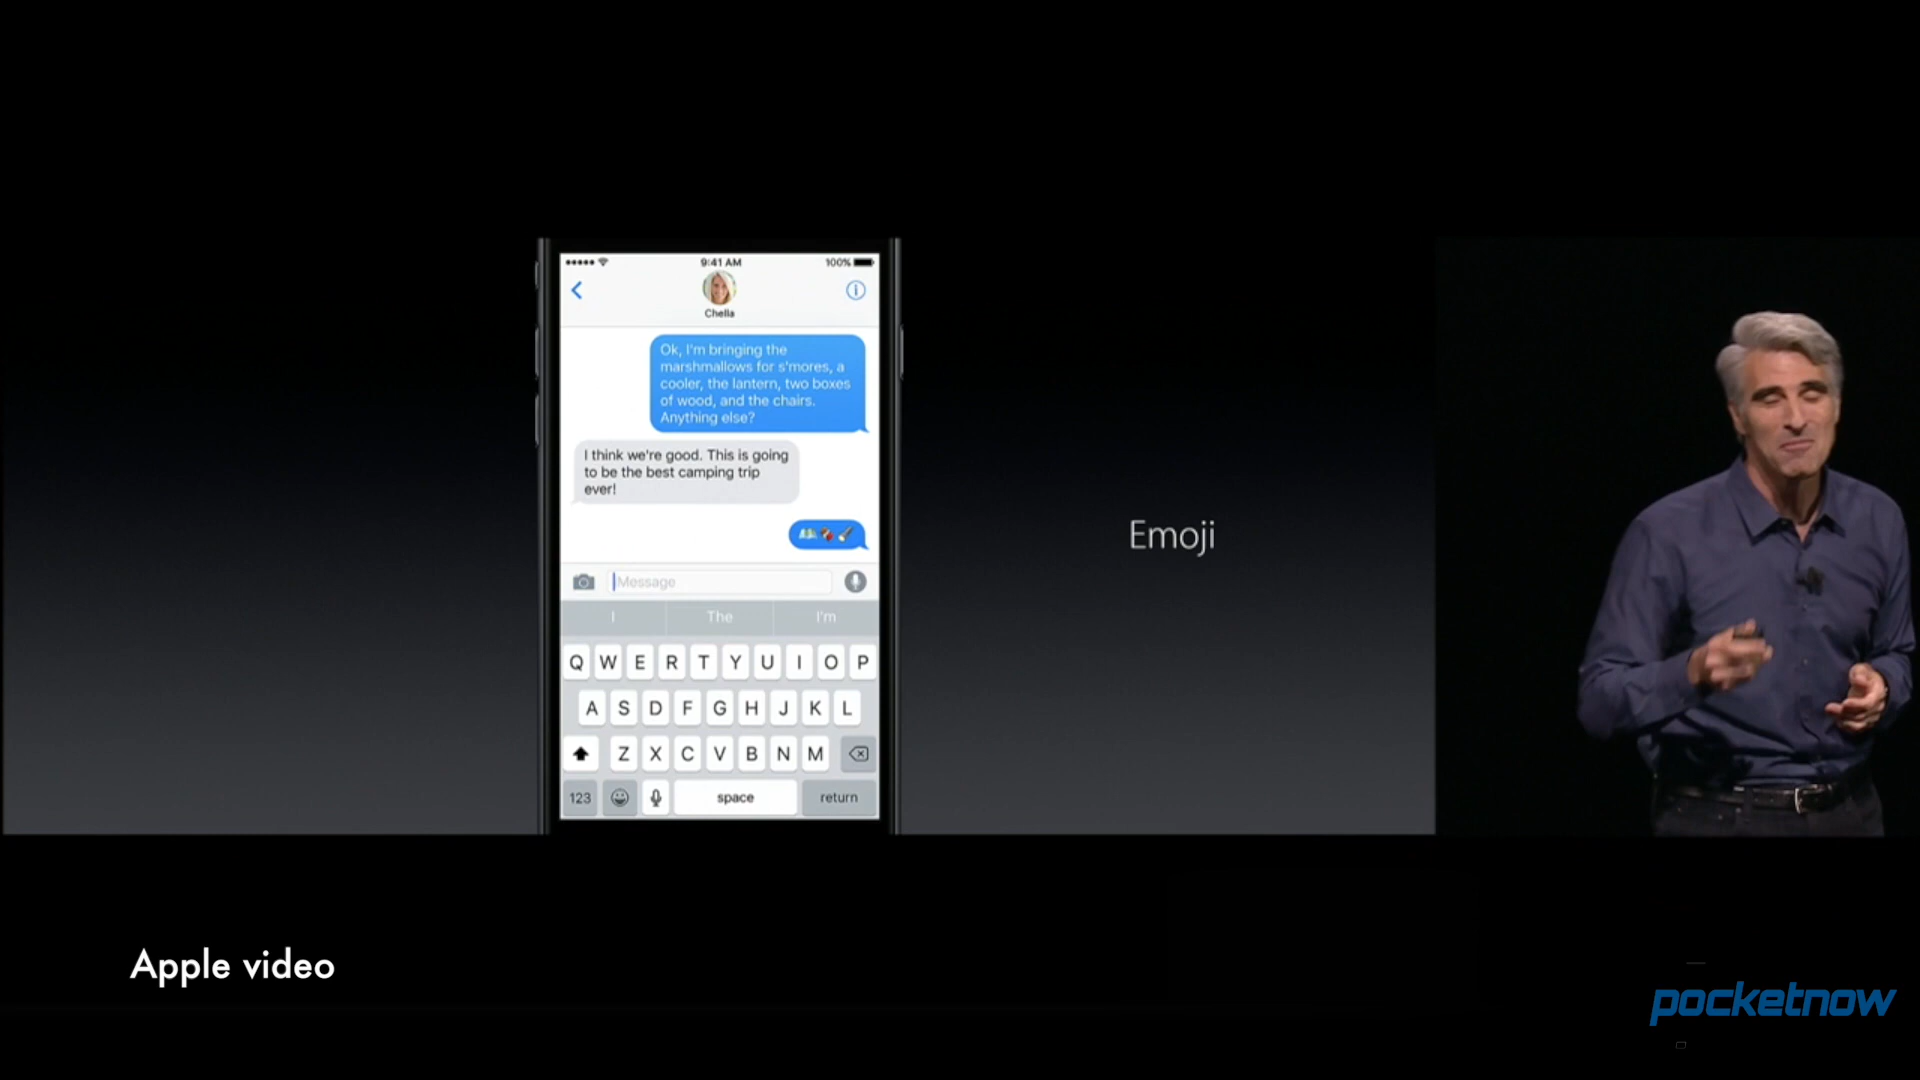 9:41 AM
100%
Chella
Ok, I'm bringing the
marshmallows for s'mores, a
cooler, the lantern, two boxes
of wood, and the chairs.
Anything else?
I think we're good. This is going
to be the best camping trip
ever!
Message
I The I'm
Q W E R T Y U I O P
A S D F G H J K L
Z X C V B N M
123 space return
Emoji
Apple video
pocketnow